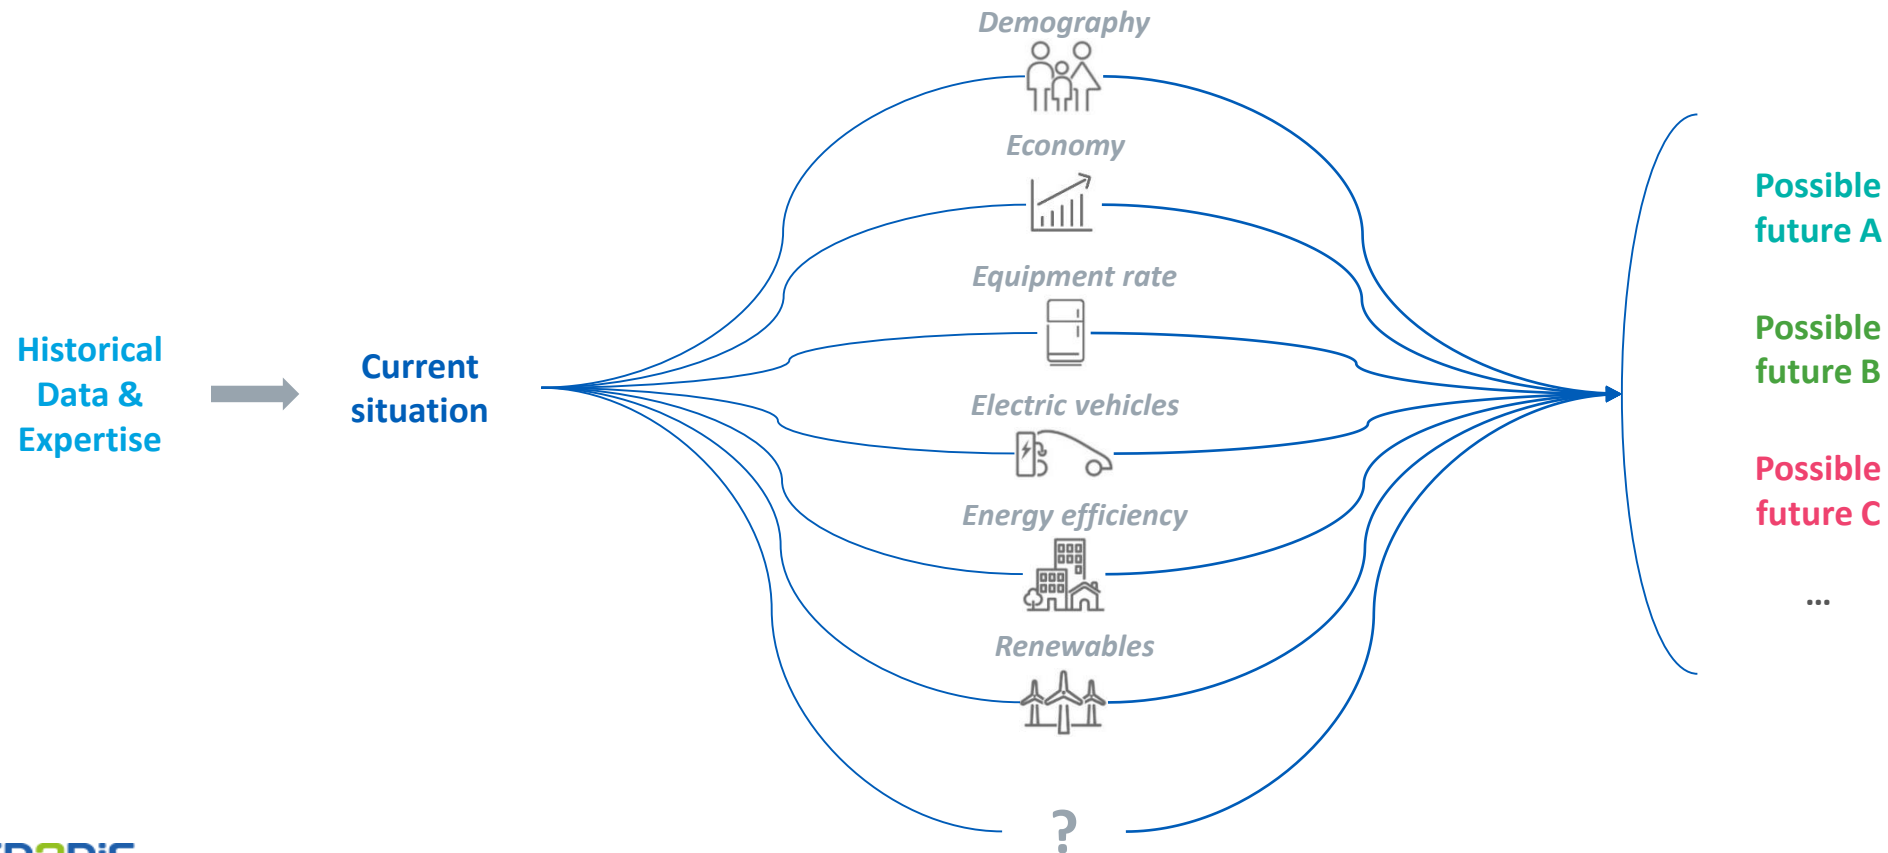 Demography
Economy
Equipment rate
Electric vehicles
Energy efficiency
Renewables
?
Historical
Data &
Expertise
Current
situation
Possible
future A
Possible
future B
Possible
future C
...